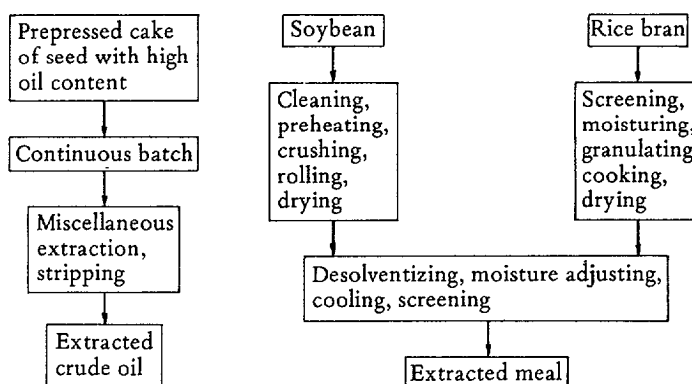 Prepressed cake
of seed with high
oil content
Continuous batch
Miscellaneous
extraction,
stripping
Extracted
crude oil
Soybean
Cleaning,
preheating,
crushing,
rolling,
drying
Rice bran
Screening,
moisturing,
granulating,
cooking,
drying
Desolventizing, moisture adjusting,
cooling, screening
Extracted meal